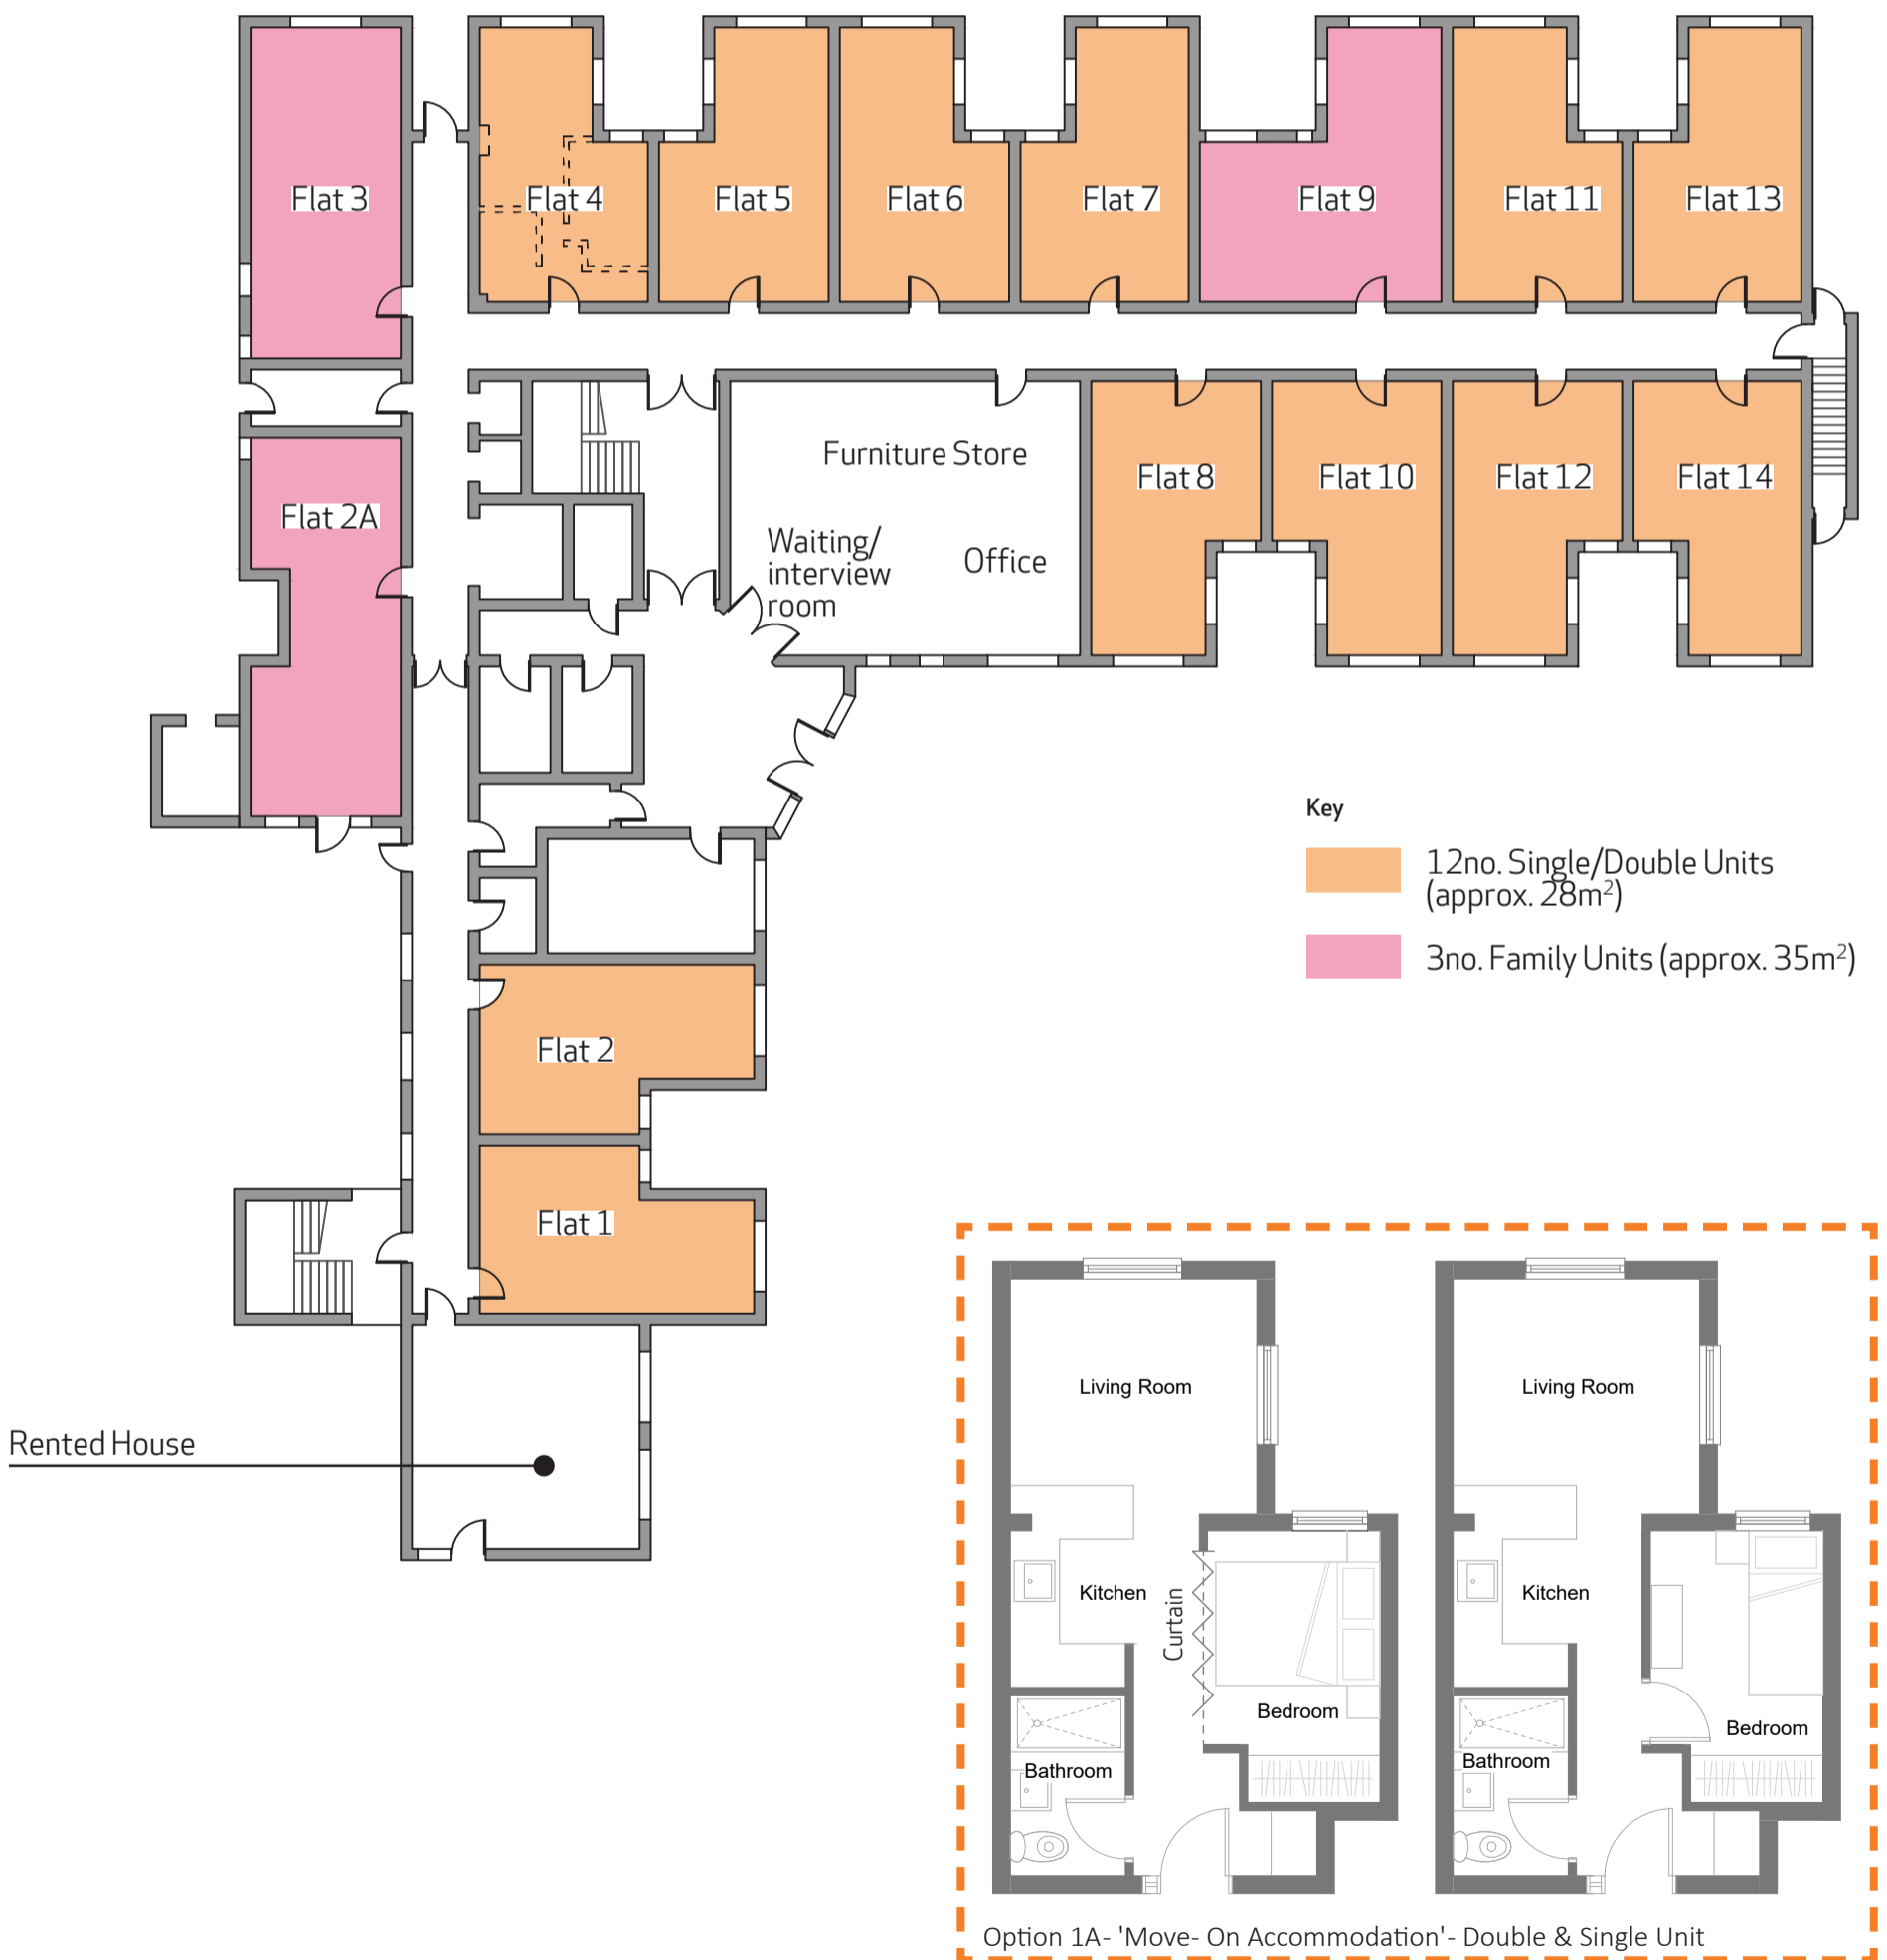 Flat 3
Flat 4
Flat 5
Flat 6
Flat 7
Flat 9
Flat 11
Flat 13
Flat 2A
Furniture Store
Waiting/
interview
room
Office
Flat 8
Flat 10
Flat 12
Flat 14
Key
12no. Single/Double Units
(approx. 28m²)
3no. Family Units (approx. 35m²)
Flat 2
Flat 1
Rented House
Living Room
Kitchen
Curtain
Bedroom
Bathroom
Living Room
Kitchen
Bedroom
Bathroom
Option 1A- 'Move- On Accommodation'- Double & Single Unit